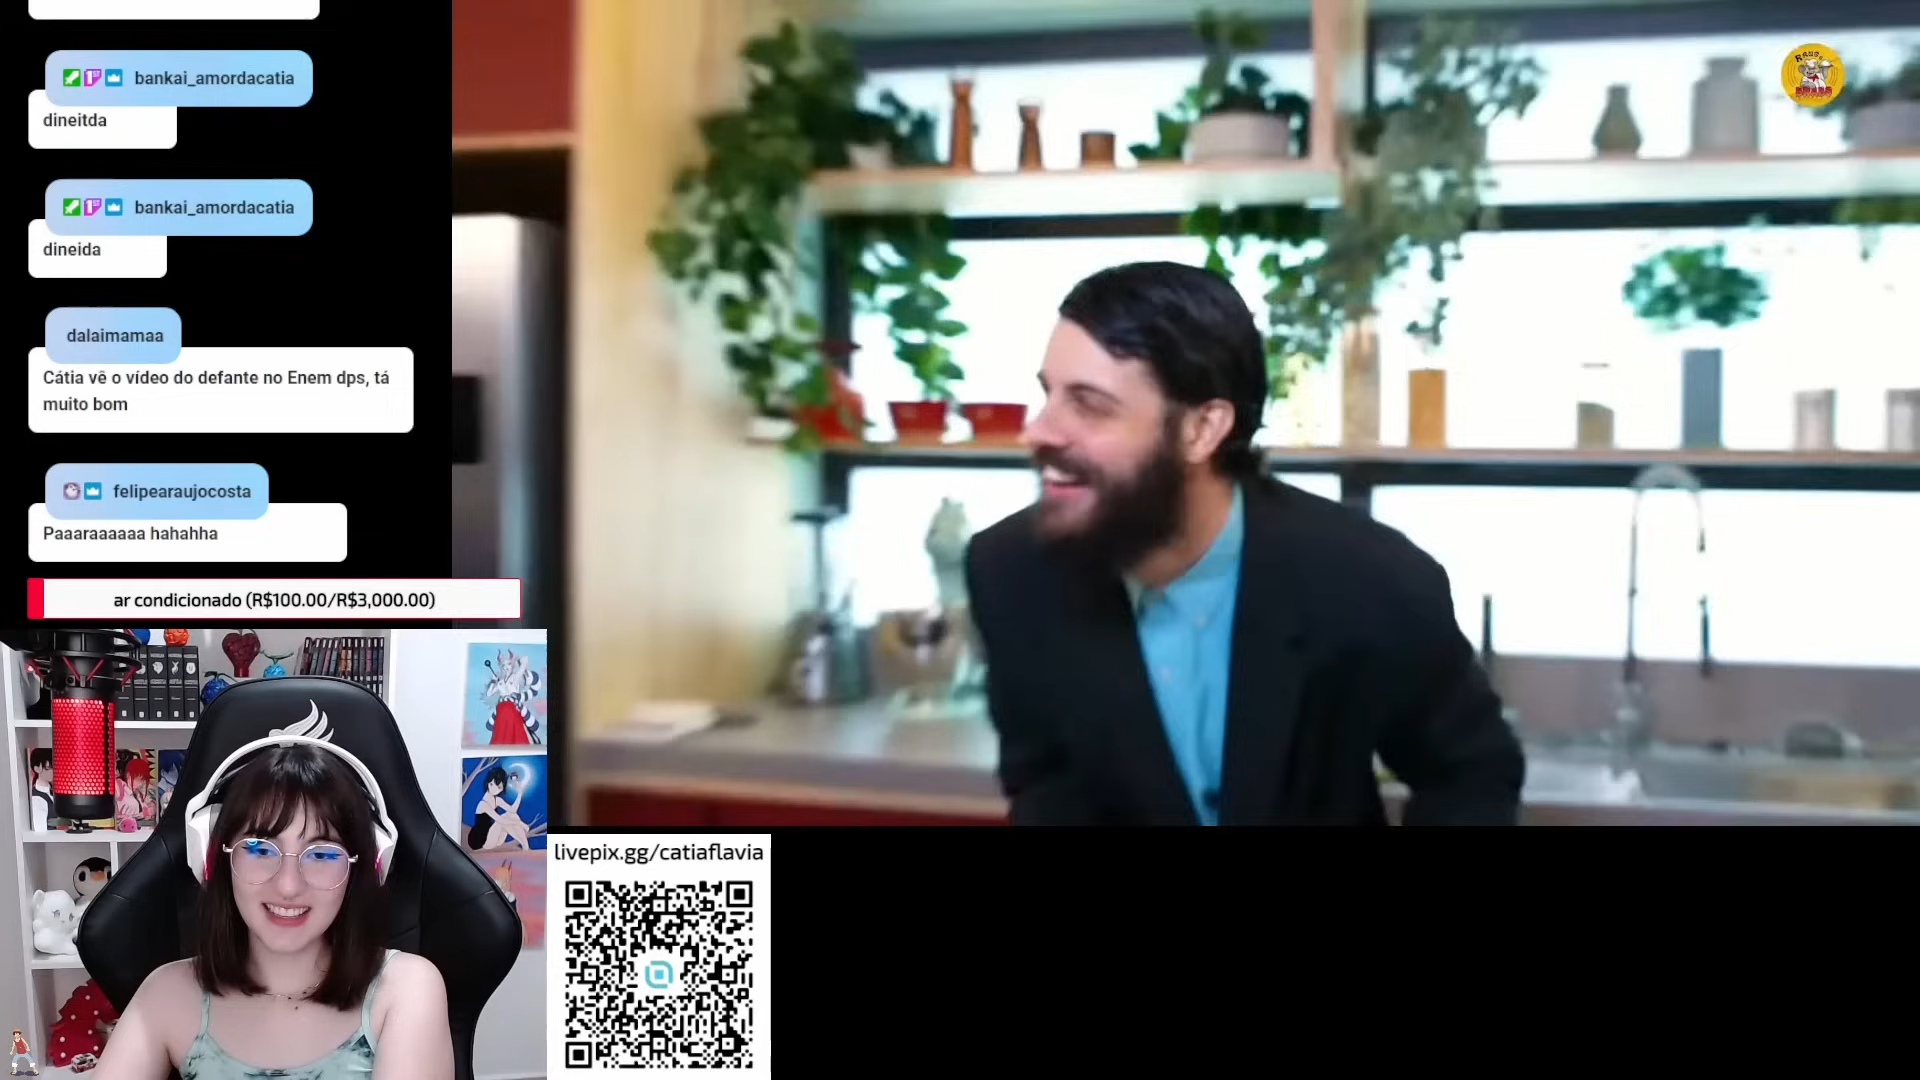 bankai_amordacatia
dineitda
bankai_amordacatia
dineida
dalaimamaa
Cátia vê o vídeo do defante no Enem dps, tá
muito bom
felipearaujocosta
Paaaraaaaaa hahahha
ar condicionado (R$100.00/R$3,000.00)
livepix.gg/catiaflavia